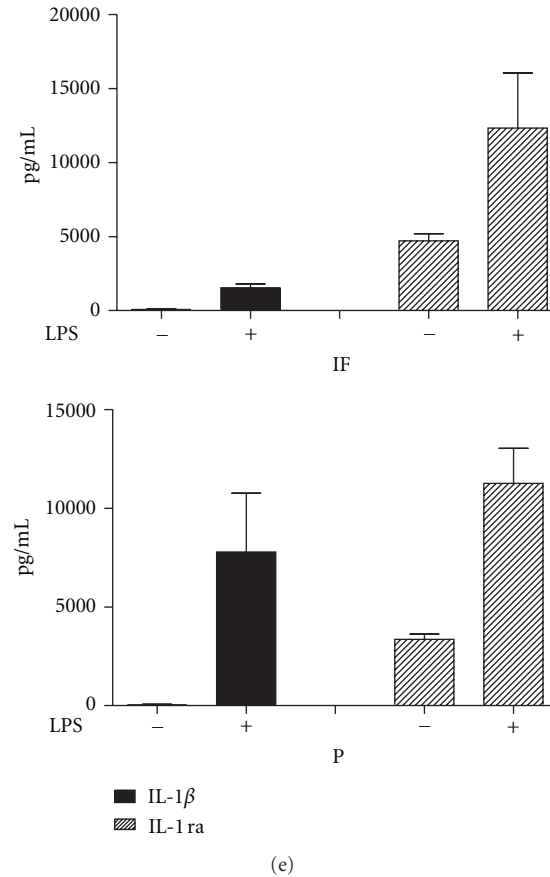 20000
15000
pg/mL
10000
5000
0
LPS − + − +
IF
15000
10000
pg/mL
5000
0
LPS − + − +
P
IL-1β
IL-1 ra
(e)